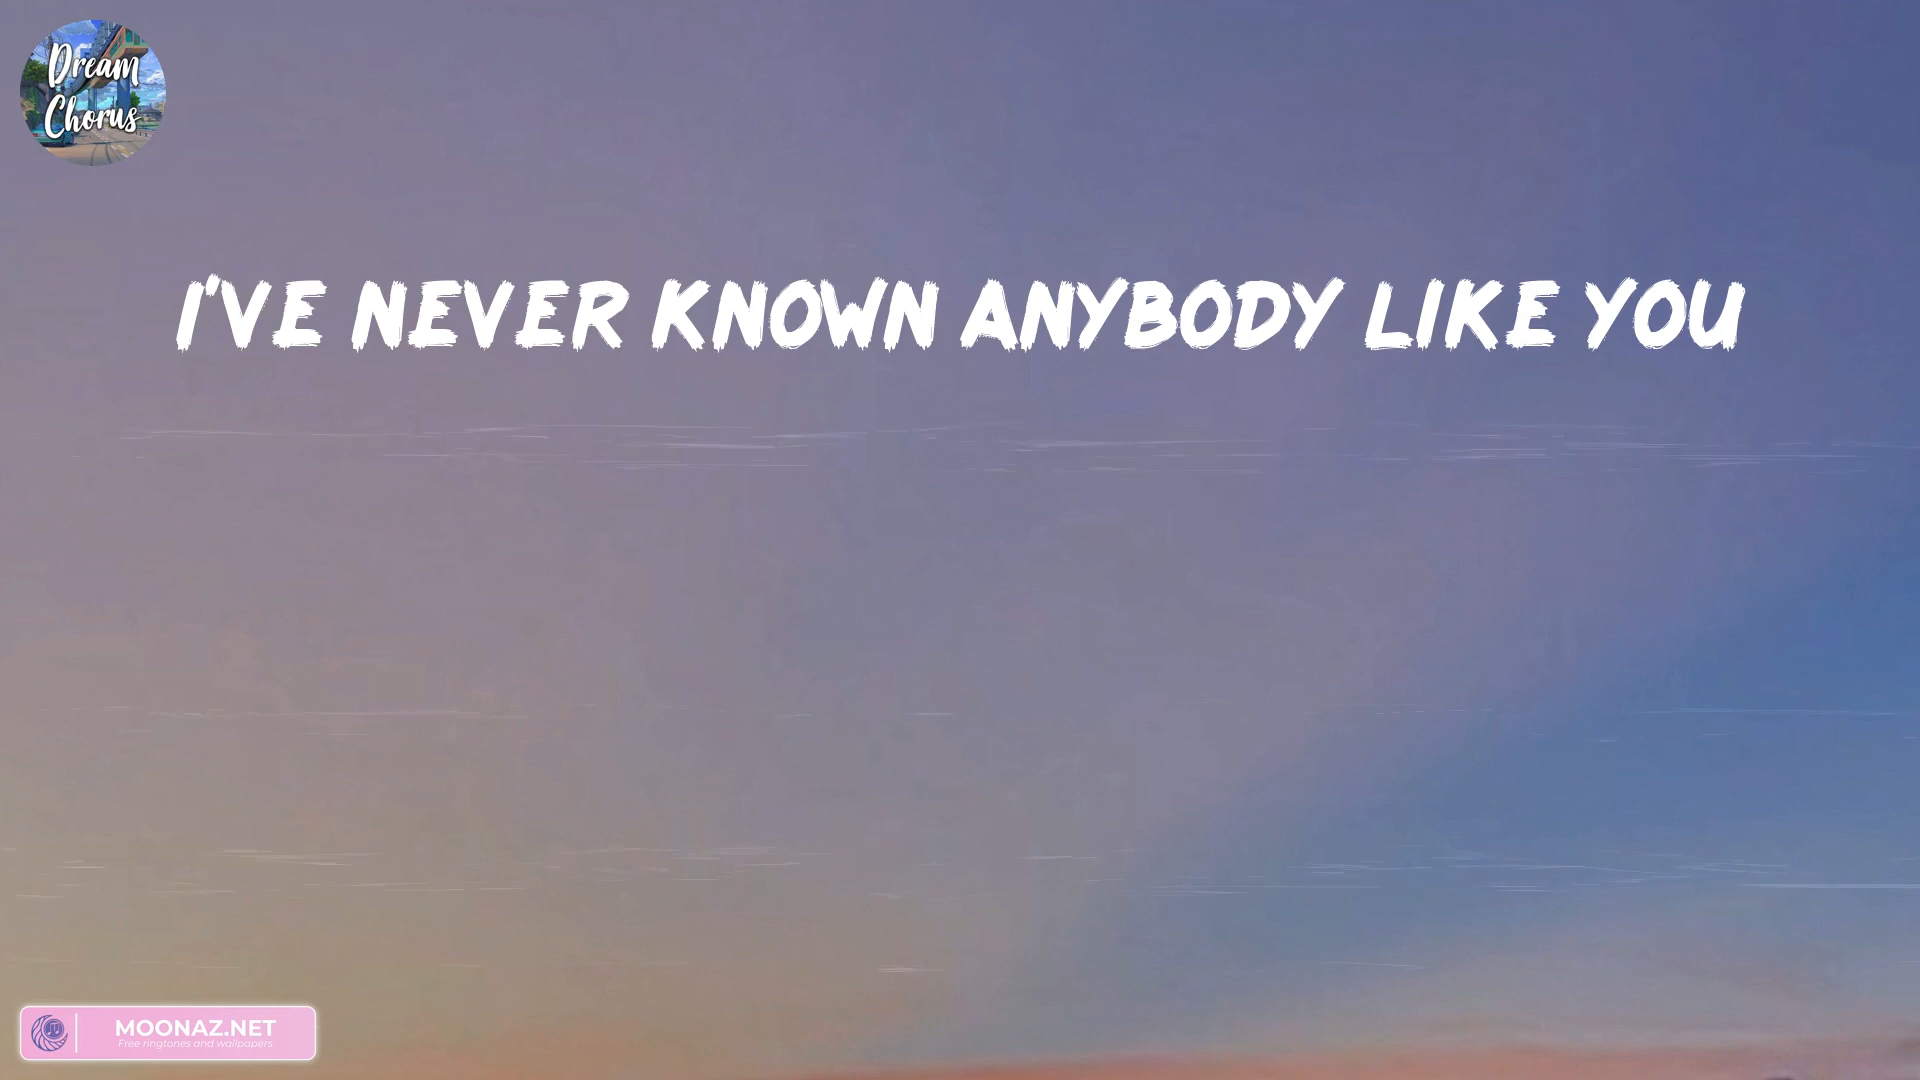 Dream
Chorus
I'VE NEVER KNOWN ANYBODY LIKE YOU
MOONAZ.NET
Free ringtones and wallpapers